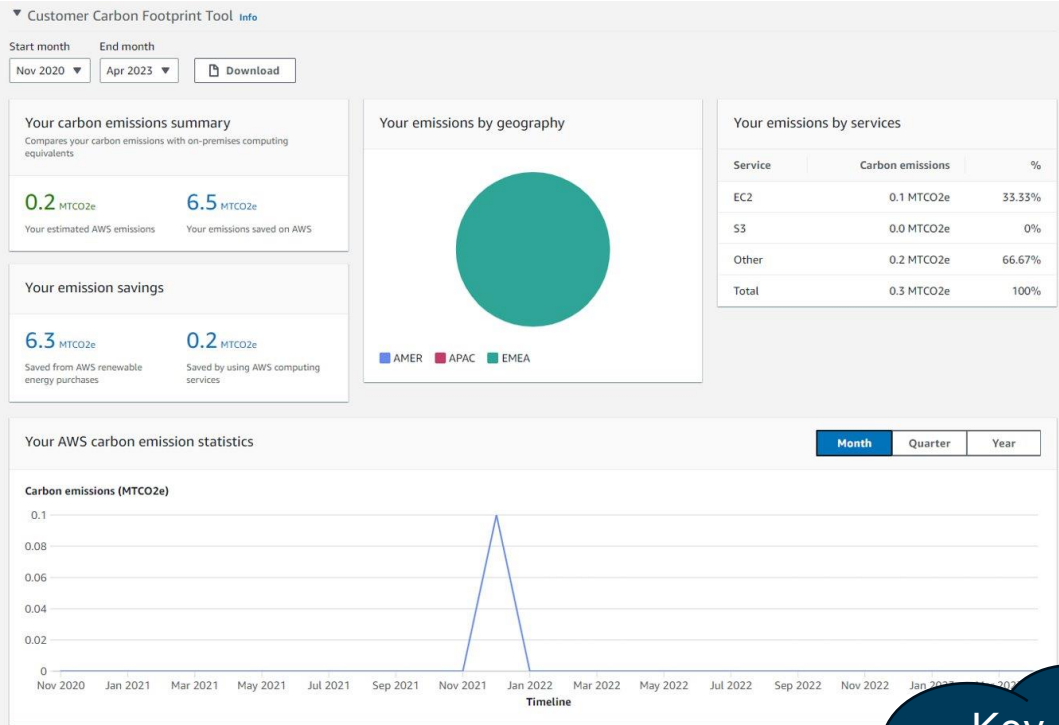 Customer Carbon Footprint Tool Info
Start month End month
Nov 2020 Apr 2023 Download
Your carbon emissions summary
Compares your carbon emissions with on-premises computing
equivalents
0.2 MTCO2e 6.5 MTCO2e
Your estimated AWS emissions Your emissions saved on AWS
Your emission savings
6.3 MTCO2e 0.2 MTCO2e
Saved from AWS renewable Saved by using AWS computing
energy purchases services
Your emissions by geography
AMER APAC EMEA
Your emissions by services
Service Carbon emissions %
EC2 0.1 MTCO2e 33.33%
S3 0.0 MTCO2e 0%
Other 0.2 MTCO2e 66.67%
Total 0.3 MTCO2e 100%
Your AWS carbon emission statistics
Month Quarter Year
Carbon emissions (MTCO2e)
0.1
0.08
0.06
0.04
0.02
0
Nov 2020 Jan 2021 Mar 2021 May 2021 Jul 2021 Sep 2021 Nov 2021 Jan 2022 Mar 2022 May 2022 Jul 2022 Sep 2022 Nov 2022 Jan
Timeline